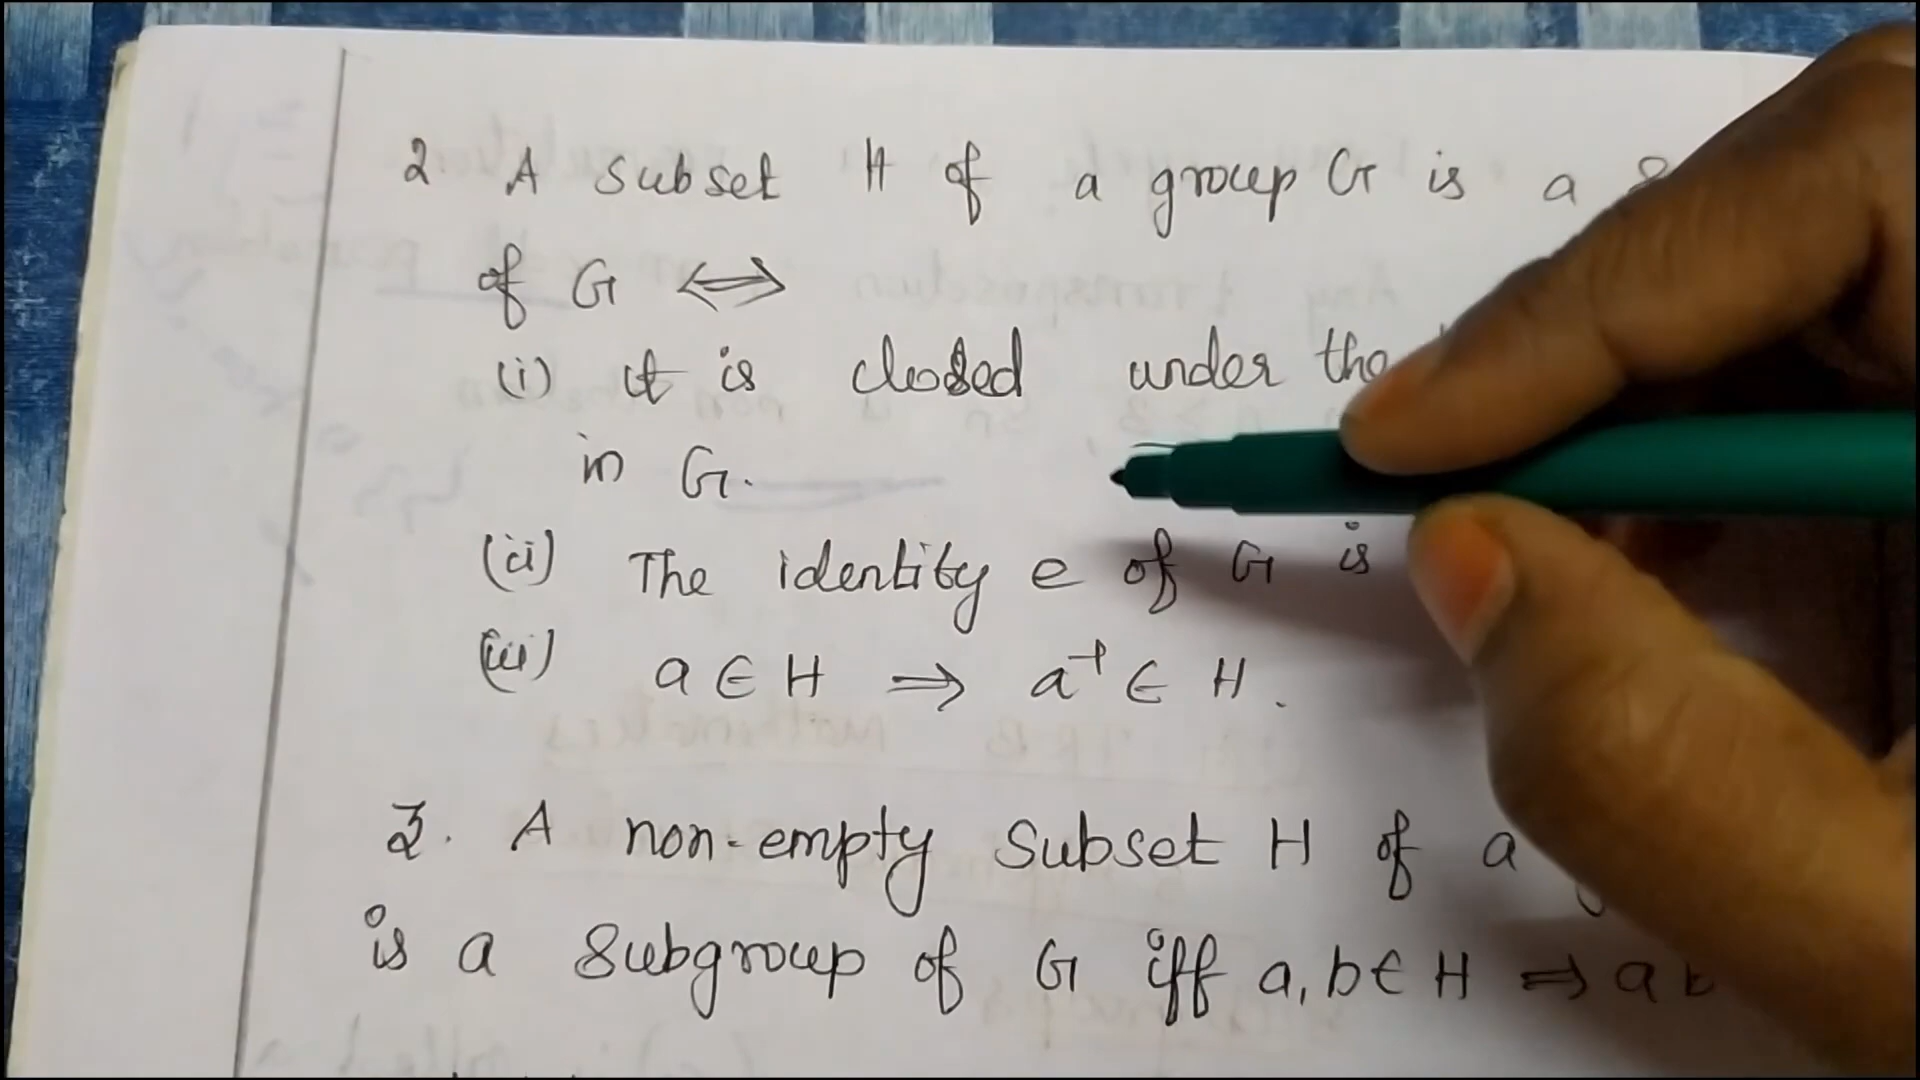 2 A subset H of a group G is a
of G ⇔
(i) it is closed under the
in G.
(ii) The identity e of G is
(iii) a ∈ H ⇒ a⁻¹ ∈ H.
3. A non-empty subset H of a
is a subgroup of G iff a, b ∈ H ⇒ a b